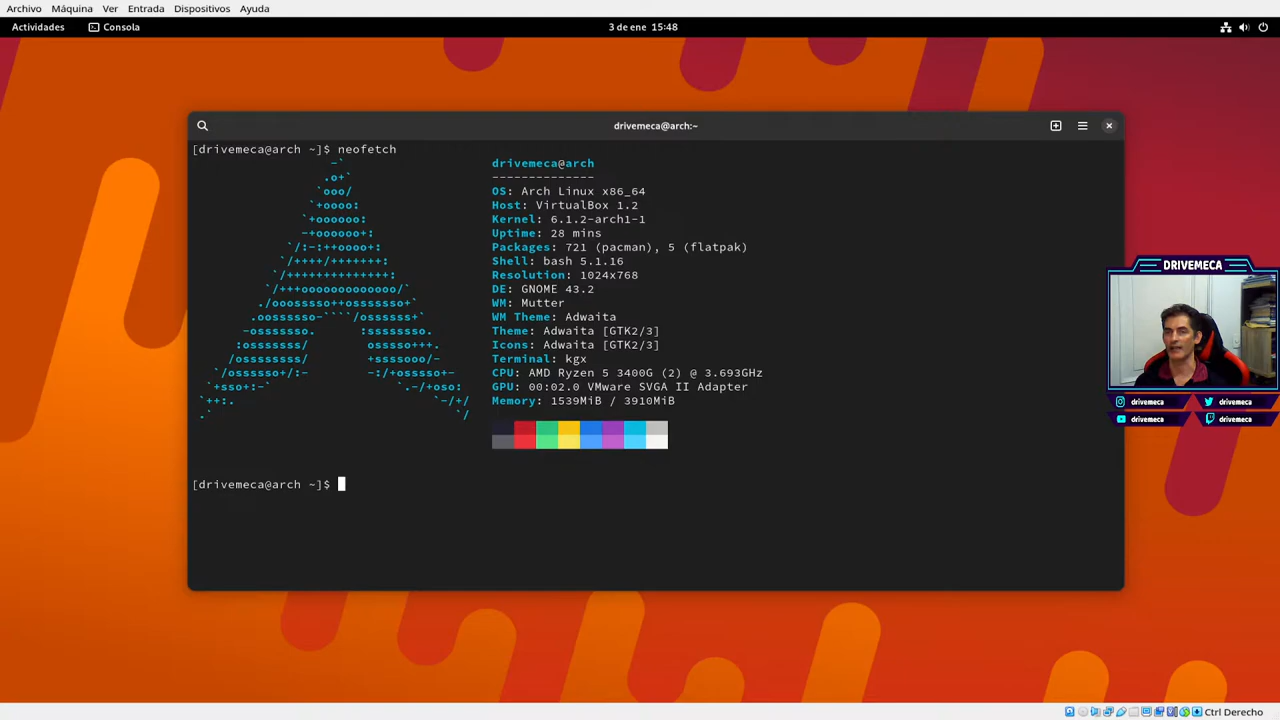 Archivo Máquina Ver Entrada Dispositivos Ayuda
Actividades Consola 3 de ene 15:48
drivemeca@arch:~
[drivemeca@arch ~]$ neofetch
drivemeca@arch
--------------
OS: Arch Linux x86_64
Host: VirtualBox 1.2
Kernel: 6.1.2-arch1-1
Uptime: 28 mins
Packages: 721 (pacman), 5 (flatpak)
Shell: bash 5.1.16
Resolution: 1024x768
DE: GNOME 43.2
WM: Mutter
WM Theme: Adwaita
Theme: Adwaita [GTK2/3]
Icons: Adwaita [GTK2/3]
Terminal: kgx
CPU: AMD Ryzen 5 3400G (2) @ 3.693GHz
GPU: 00:02.0 VMware SVGA II Adapter
Memory: 1539MiB / 3910MiB
[drivemeca@arch ~]$
DRIVEMECA
drivemeca drivemeca
drivemeca drivemeca
Ctrl Derecho